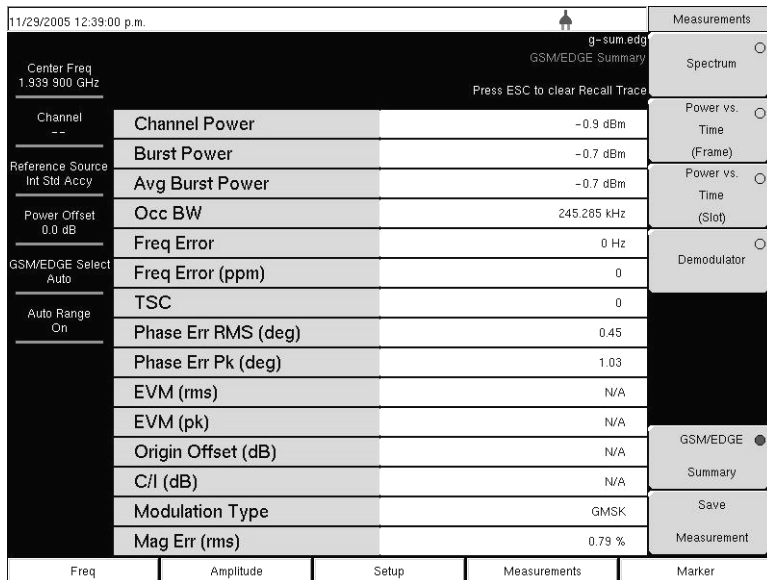 11/29/2005 12:39:00 p.m.
Measurements
g-sum.edg
GSM/EDGE Summary
Press ESC to clear Recall Trace
Center Freq
1.939 900 GHz
Channel
--
Reference Source
Int Std Accy
Power Offset
0.0 dB
GSM/EDGE Select
Auto
Auto Range
On
Channel Power -0.9 dBm
Burst Power -0.7 dBm
Avg Burst Power -0.7 dBm
Occ BW 245.285 kHz
Freq Error 0 Hz
Freq Error (ppm) 0
TSC 0
Phase Err RMS (deg) 0.45
Phase Err Pk (deg) 1.03
EVM (rms) N/A
EVM (pk) N/A
Origin Offset (dB) N/A
C/I (dB) N/A
Modulation Type GMSK
Mag Err (rms) 0.79 %
Spectrum
Power vs.
Time
(Frame)
Power vs.
Time
(Slot)
Demodulator
GSM/EDGE
Summary
Save
Measurement
Freq Amplitude Setup Measurements Marker